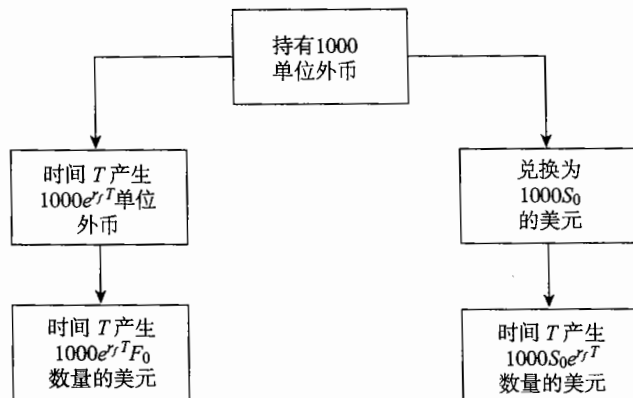 持有1000
单位外币
时间 T 产生
1000e^{r_f T}单位
外币
兑换为
1000S₀
的美元
时间 T 产生
1000e^{r_f T}F₀
数量的美元
时间 T 产生
1000S₀e^{r_f T}
数量的美元